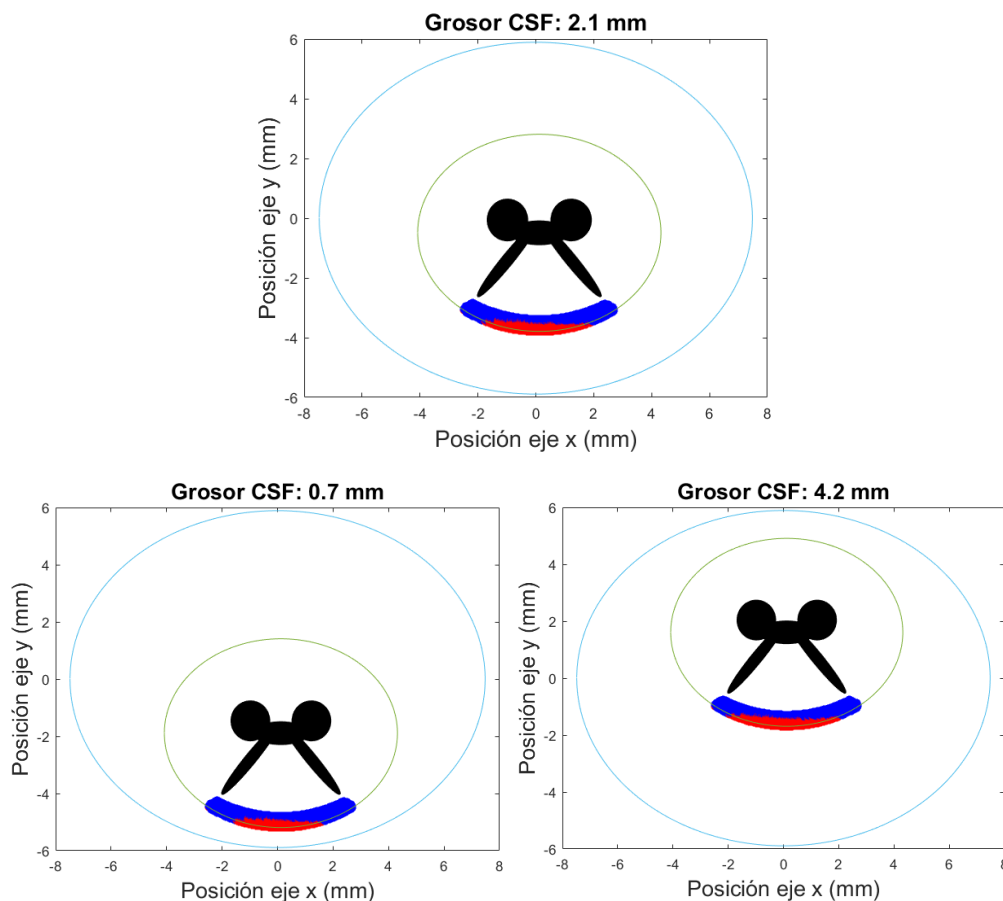 Grosor CSF: 2.1 mm
6
4
2
0
-2
-4
-6
Posición eje y (mm)
-8 -6 -4 -2 0 2 4 6 8
Posición eje x (mm)
Grosor CSF: 0.7 mm
6
4
2
0
-2
-4
-6
Posición eje y (mm)
-8 -6 -4 -2 0 2 4 6 8
Posición eje x (mm)
Grosor CSF: 4.2 mm
6
4
2
0
-2
-4
-6
Posición eje y (mm)
-8 -6 -4 -2 0 2 4 6 8
Posición eje x (mm)